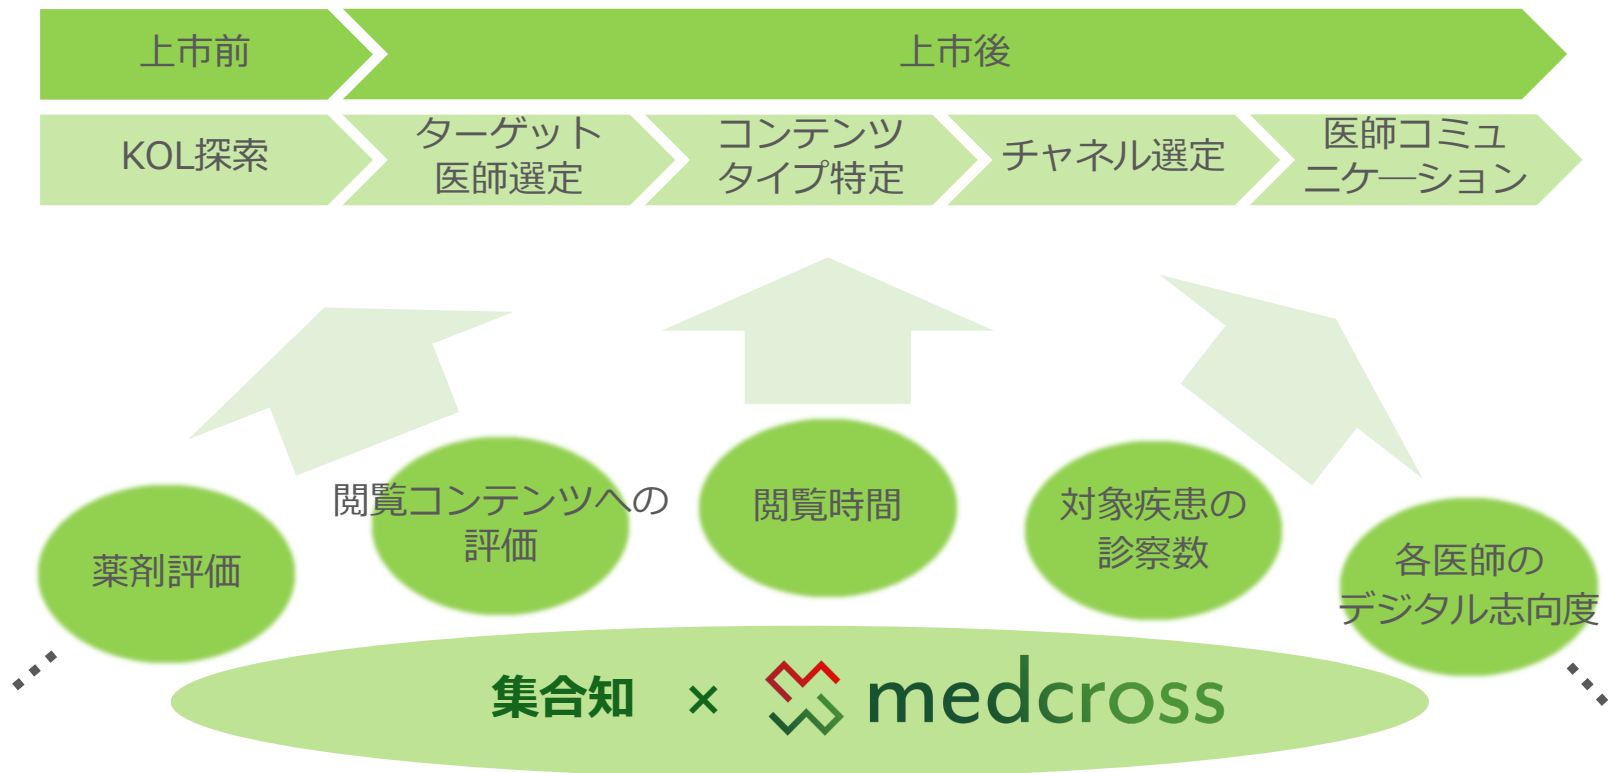 上市前
上市後
KOL探索
ターゲット
医師選定
コンテンツ
タイプ特定
チャネル選定
医師コミュ
ニケ―ション
薬剤評価
閲覧コンテンツへの
評価
閲覧時間
対象疾患の
診察数
各医師の
デジタル志向度
集合知 × medcross